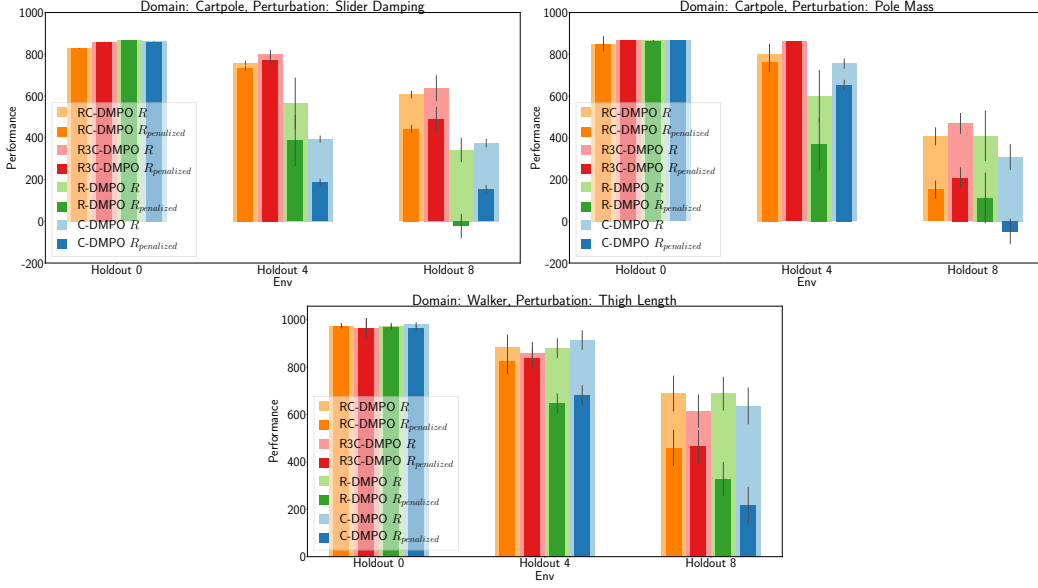 Domain: Cartpole, Perturbation: Slider Damping
1000
800
600
400
200
0
-200
Performance
RC-DMPO R
RC-DMPO R_penalized
R3C-DMPO R
R3C-DMPO R_penalized
R-DMPO R
R-DMPO R_penalized
C-DMPO R
C-DMPO R_penalized
Holdout 0 Holdout 4 Holdout 8
Env
Domain: Cartpole, Perturbation: Pole Mass
1000
800
600
400
200
0
-200
Performance
RC-DMPO R
RC-DMPO R_penalized
R3C-DMPO R
R3C-DMPO R_penalized
R-DMPO R
R-DMPO R_penalized
C-DMPO R
C-DMPO R_penalized
Holdout 0 Holdout 4 Holdout 8
Env
Domain: Walker, Perturbation: Thigh Length
1000
800
600
400
200
0
Performance
RC-DMPO R
RC-DMPO R_penalized
R3C-DMPO R
R3C-DMPO R_penalized
R-DMPO R
R-DMPO R_penalized
C-DMPO R
C-DMPO R_penalized
Holdout 0 Holdout 4 Holdout 8
Env